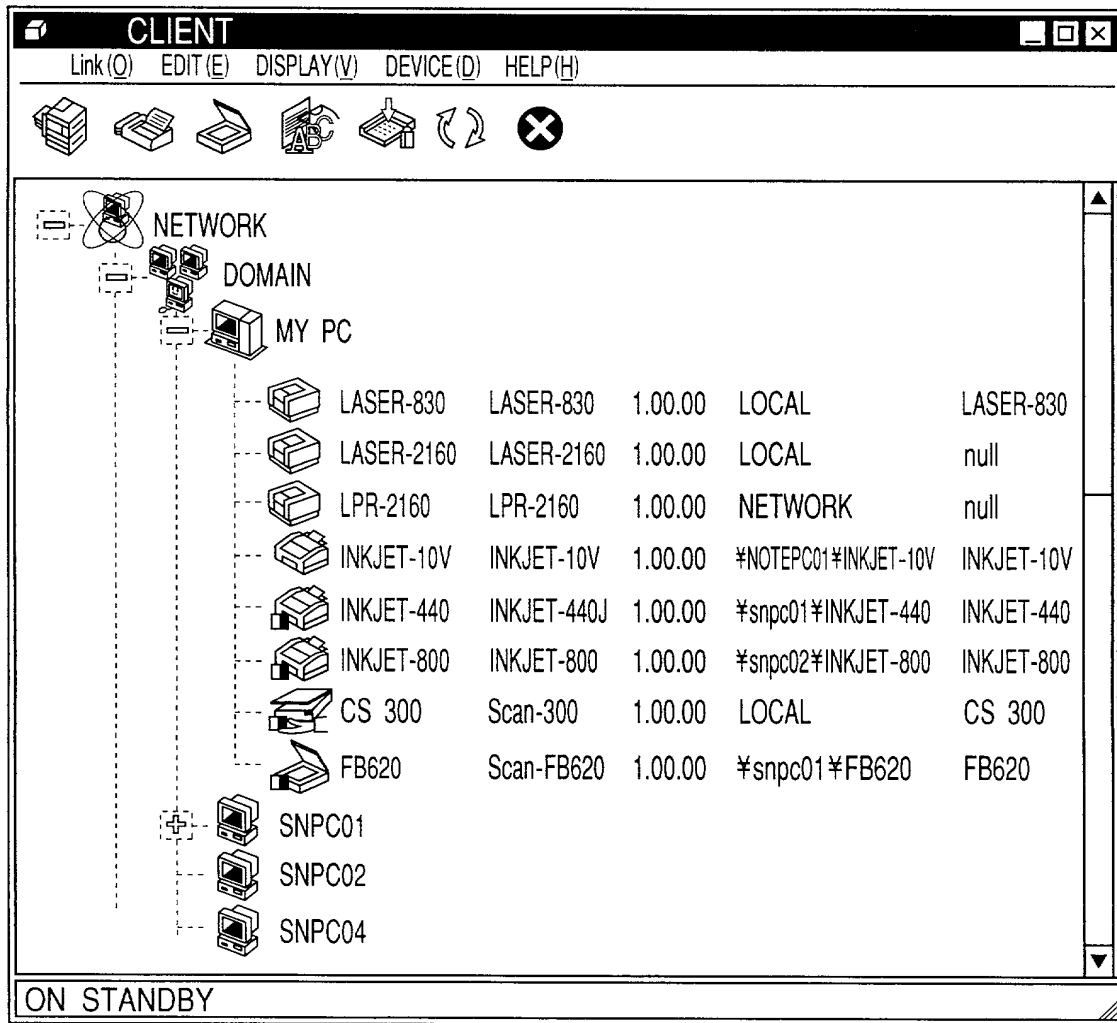 CLIENT
Link(O) EDIT(E) DISPLAY(V) DEVICE(D) HELP(H)
ABC
NETWORK
DOMAIN
MY PC
LASER-830 LASER-830 1.00.00 LOCAL LASER-830
LASER-2160 LASER-2160 1.00.00 LOCAL null
LPR-2160 LPR-2160 1.00.00 NETWORK null
INKJET-10V INKJET-10V 1.00.00 ¥NOTEPC01¥INKJET-10V INKJET-10V
INKJET-440 INKJET-440J 1.00.00 ¥snpc01¥INKJET-440 INKJET-440
INKJET-800 INKJET-800 1.00.00 ¥snpc02¥INKJET-800 INKJET-800
CS 300 Scan-300 1.00.00 LOCAL CS 300
FB620 Scan-FB620 1.00.00 ¥snpc01¥FB620 FB620
SNPC01
SNPC02
SNPC04
ON STANDBY